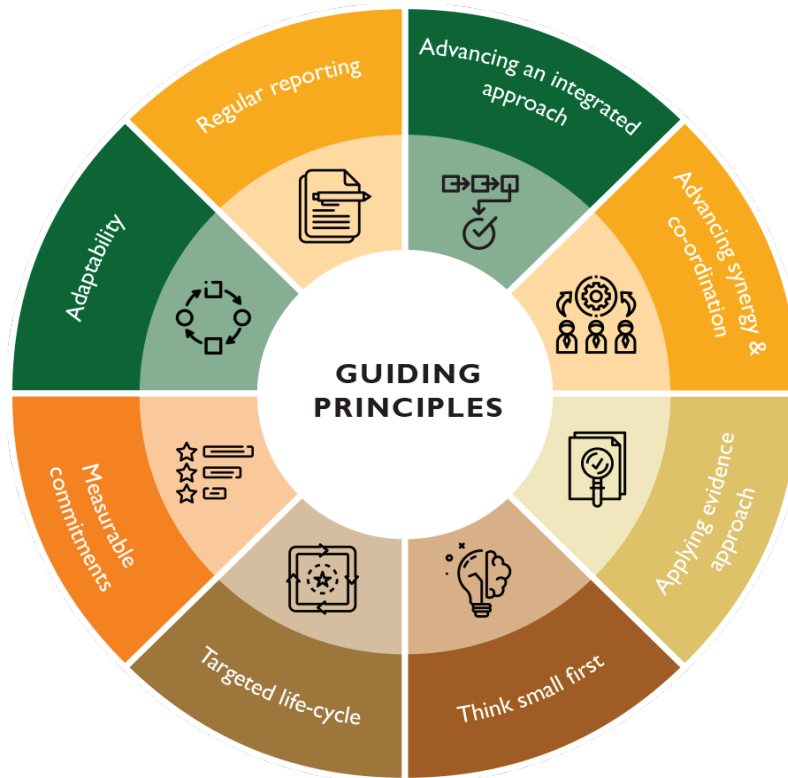 GUIDING
PRINCIPLES
Advancing an integrated
approach
Advancing synergy &
co-ordination
Applying evidence
approach
Think small first
Targeted life-cycle
Measurable
commitments
Adaptability
Regular reporting